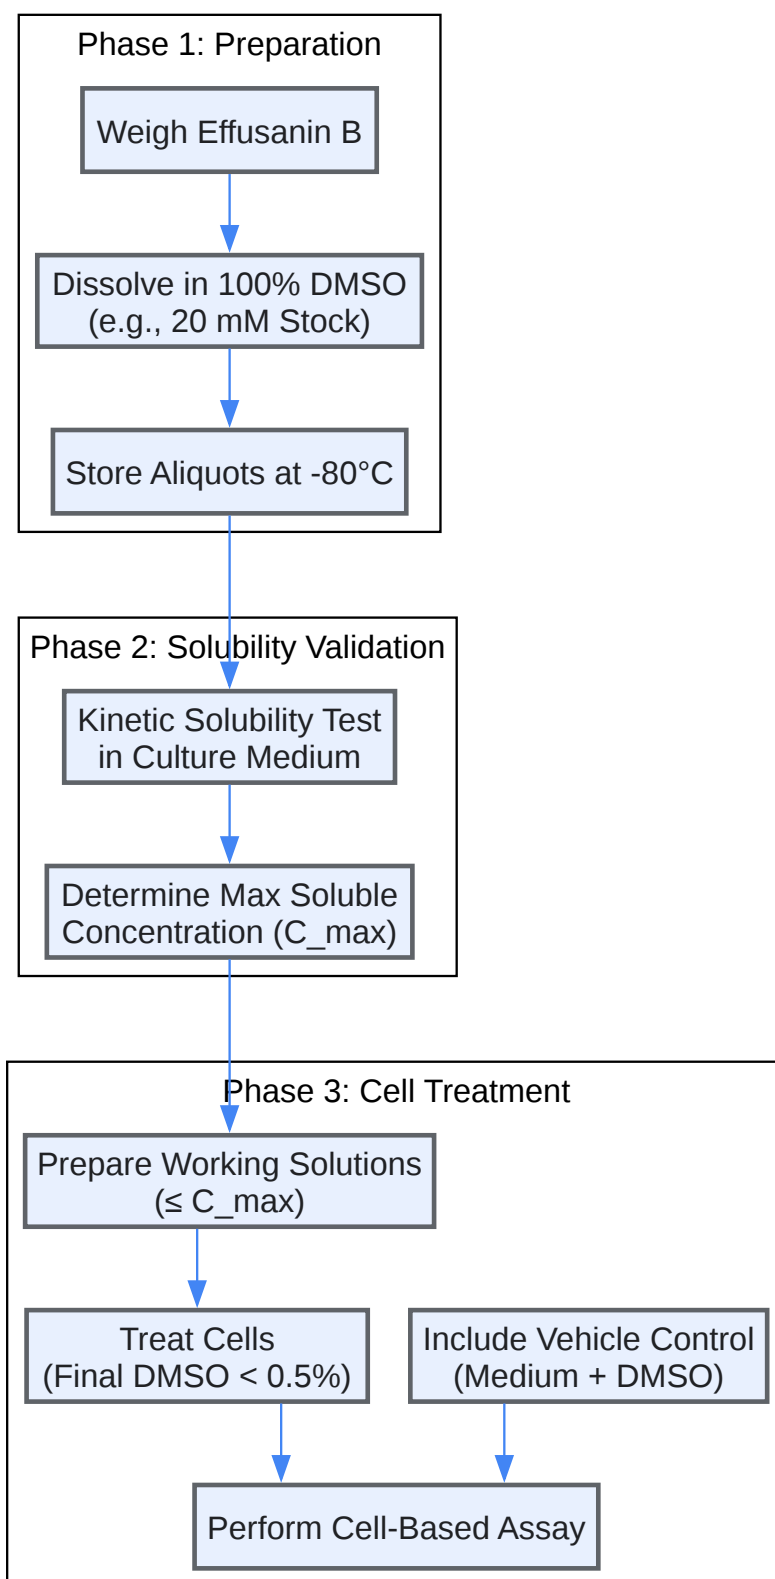 Phase 1: Preparation
Weigh Effusanin B
Dissolve in 100% DMSO
(e.g., 20 mM Stock)
Store Aliquots at -80°C
Phase 2: Solubility Validation
Kinetic Solubility Test
in Culture Medium
Determine Max Soluble
Concentration (C_max)
Phase 3: Cell Treatment
Prepare Working Solutions
(≤ C_max)
Treat Cells
(Final DMSO < 0.5%)
Include Vehicle Control
(Medium + DMSO)
Perform Cell-Based Assay